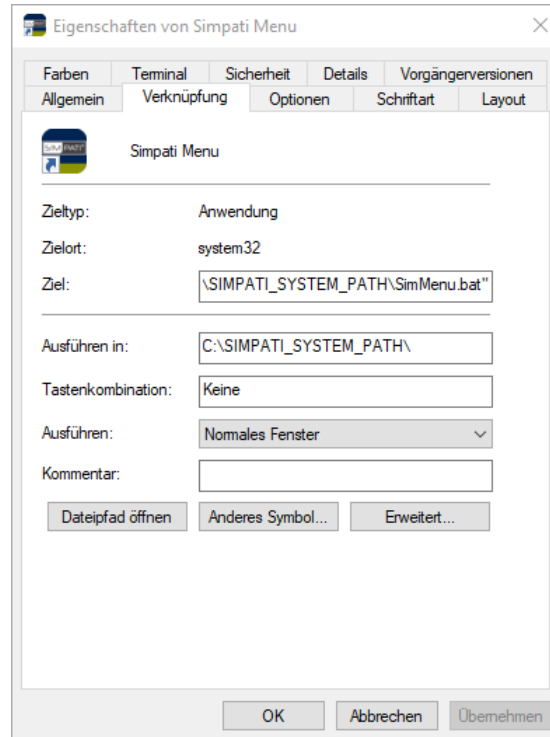 Eigenschaften von Simpati Menu
Farben Terminal Sicherheit Details Vorgängerversionen
Allgemein Verknüpfung Optionen Schriftart Layout
SIMPATI
Simpati Menu
Zieltyp: Anwendung
Zielort: system32
Ziel: \SIMPATI_SYSTEM_PATH\SimMenu.bat"
Ausführen in: C:\SIMPATI_SYSTEM_PATH\
Tastenkombination: Keine
Ausführen: Normales Fenster
Kommentar:
Dateipfad öffnen Anderes Symbol... Erweitert...
OK Abbrechen Übernehmen